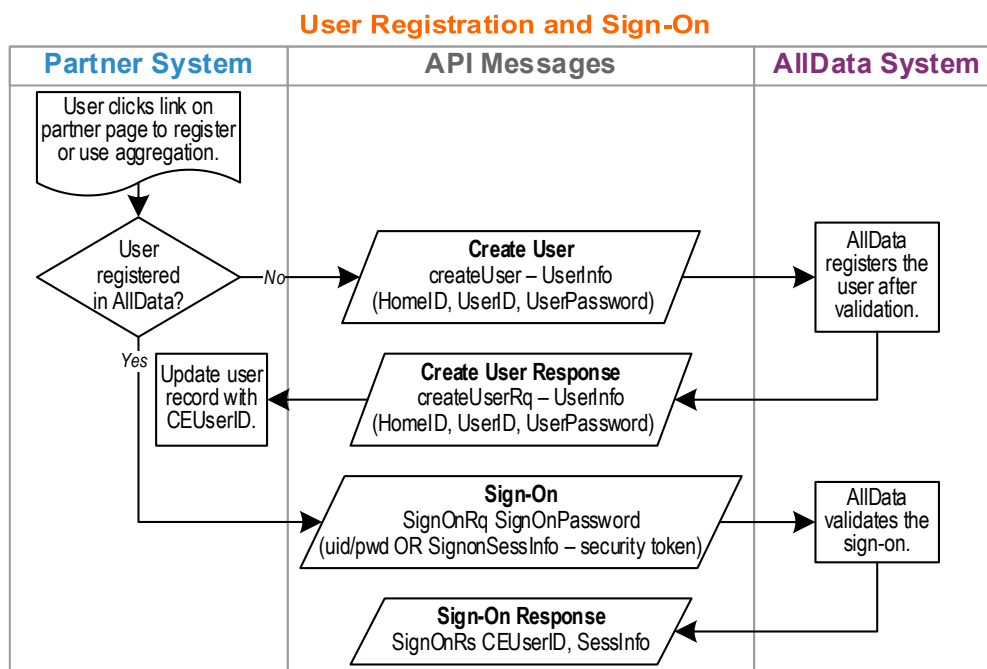 User Registration and Sign-On
Partner System
API Messages
AllData System
User clicks link on
partner page to register
or use aggregation.
User
registered
in AllData?
No
Create User
createUser – UserInfo
(HomeID, UserID, UserPassword)
AllData
registers the
user after
validation.
Yes
Update user
record with
CEUserID.
Create User Response
createUserRq – UserInfo
(HomeID, UserID, UserPassword)
Sign-On
SignOnRq SignOnPassword
(uid/pwd OR SignonSessInfo – security token)
AllData
validates the
sign-on.
Sign-On Response
SignOnRs CEUserID, SessInfo